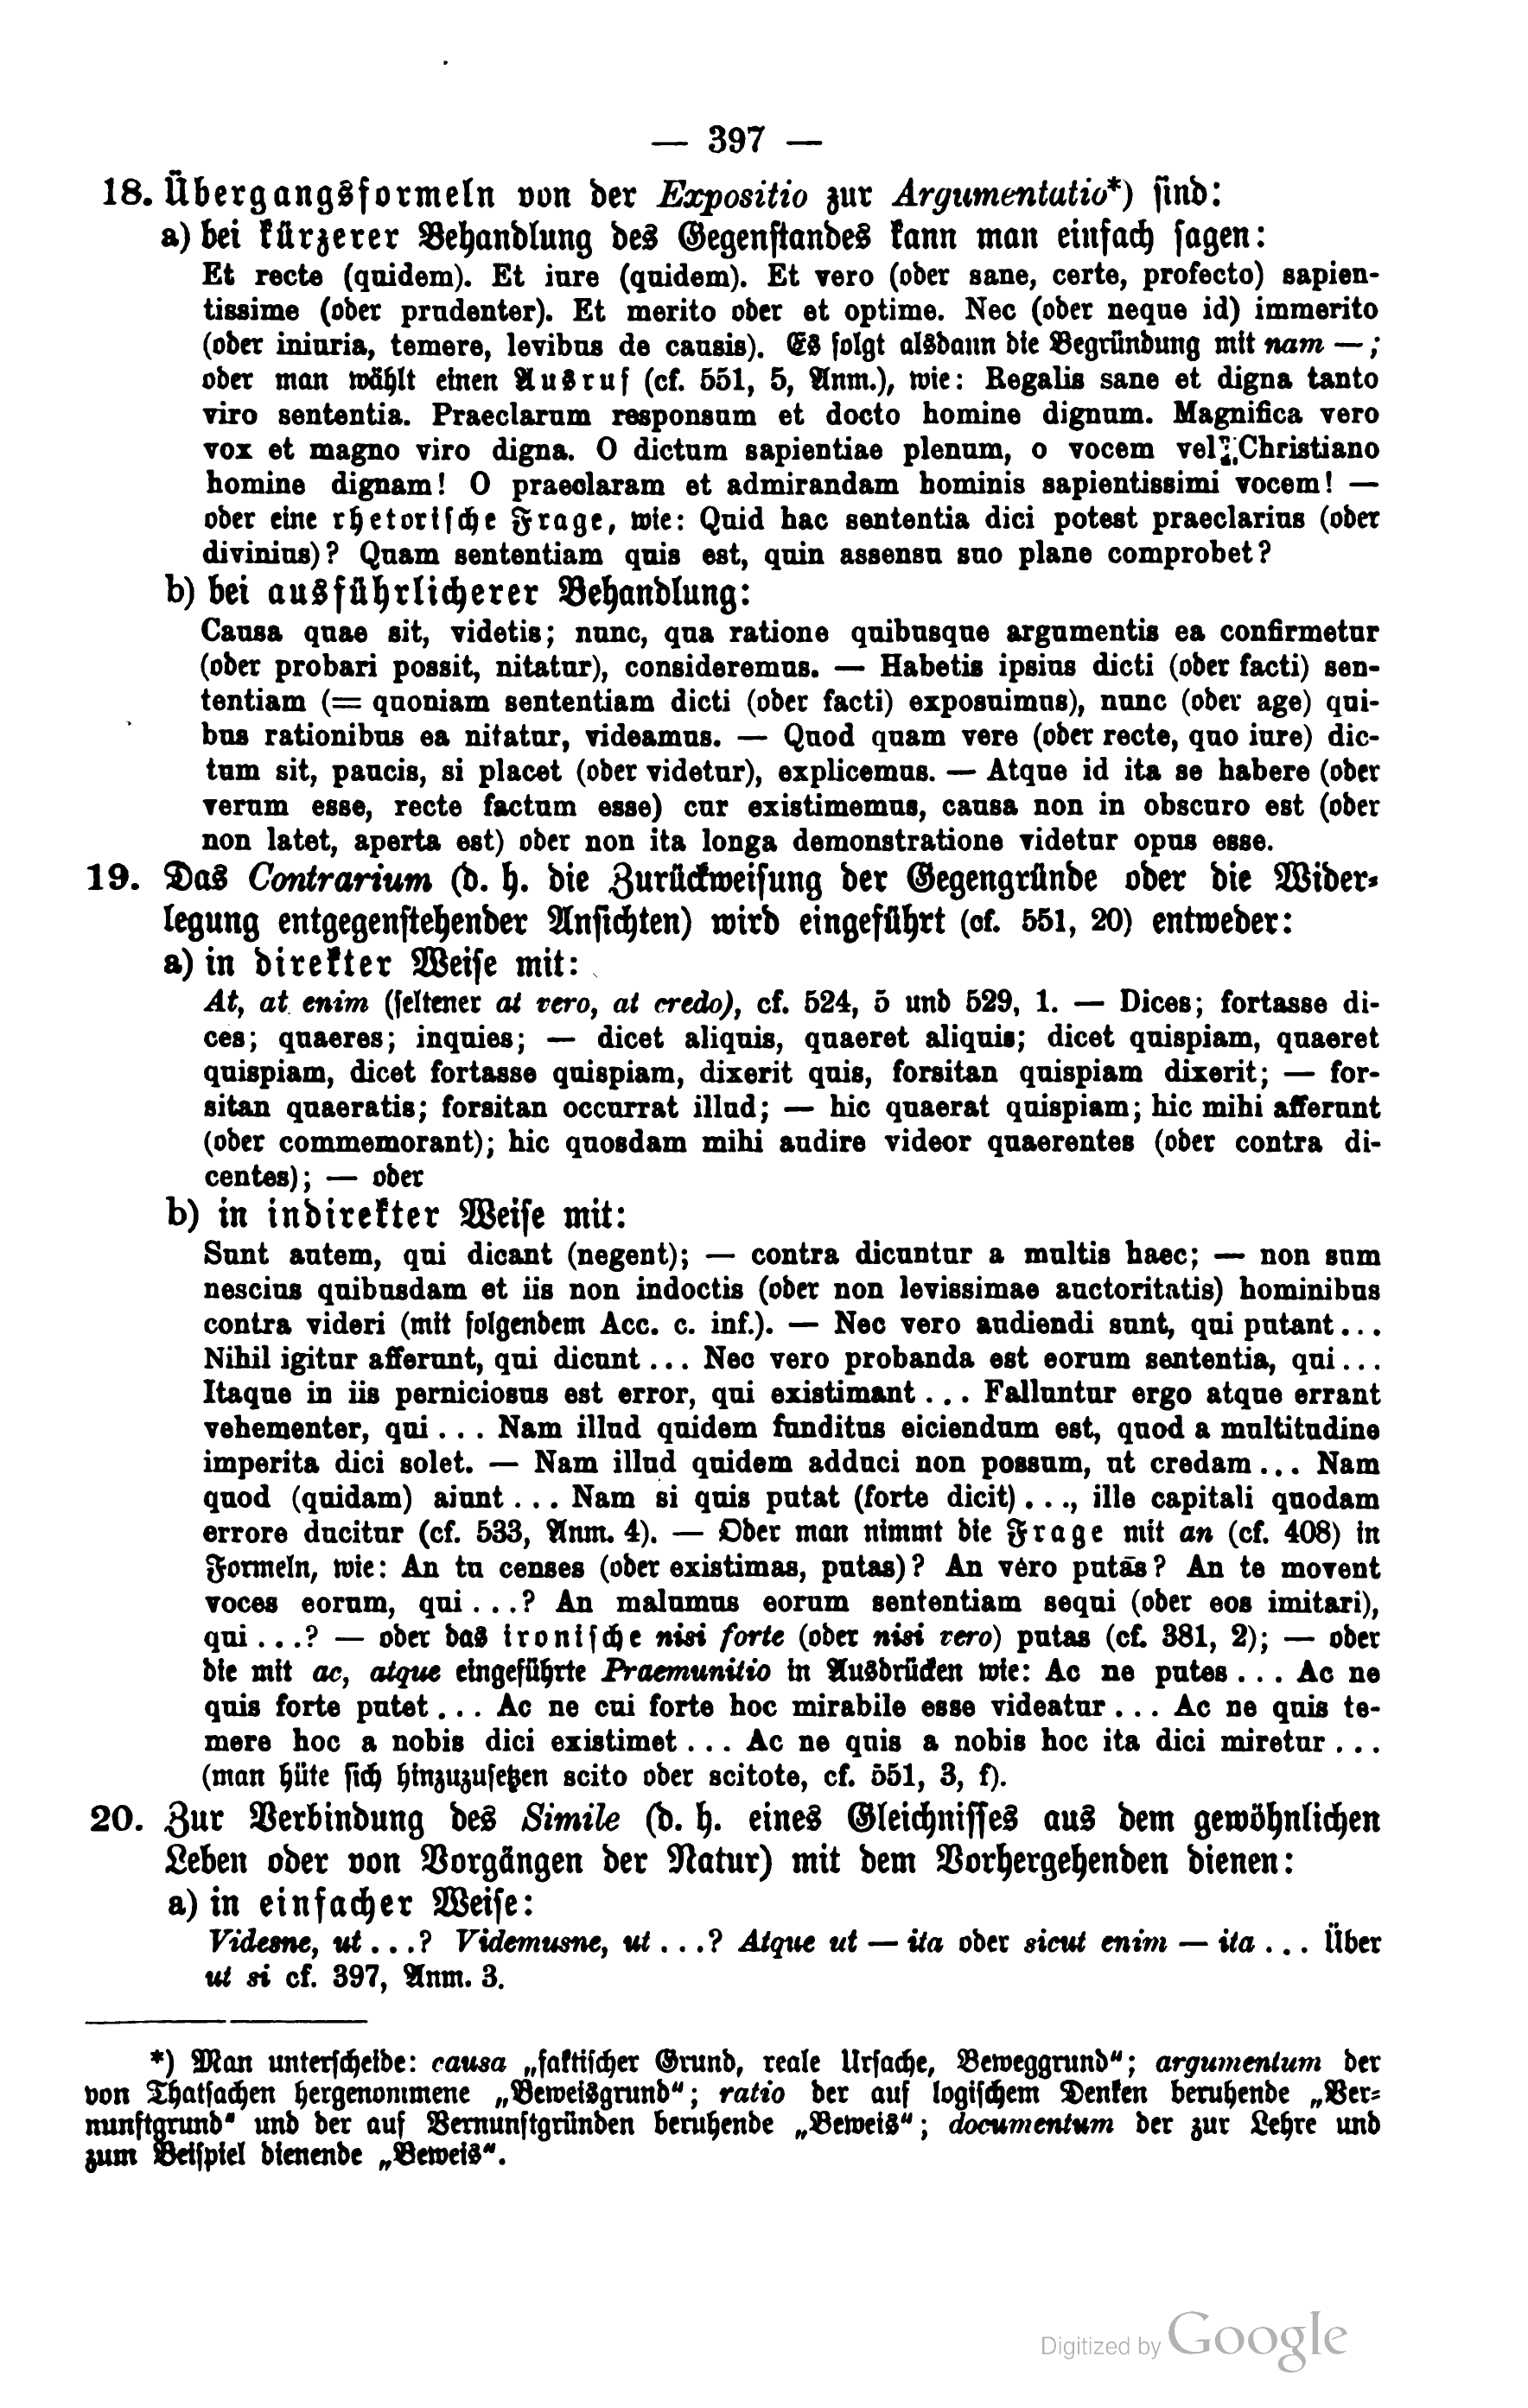 — 397 —
18. Übergangsformeln von der Expositio zur Argumentatio*) sind:
a) bei kürzerer Behandlung des Gegenstandes kann man einfach sagen:
Et recte (quidem). Et iure (quidem). Et vero (oder sane, certe, profecto) sapien-
tissime (oder prudenter). Et merito oder et optime. Nec (oder neque id) immerito
(oder iniuria, temere, levibus de causis). Es folgt alsdann die Begründung mit nam —;
oder man wählt einen Ausruf (cf. 551, 5, Anm.), wie: Regalis sane et digna tanto
viro sententia. Praeclarum responsum et docto homine dignum. Magnifica vero
vox et magno viro digna. O dictum sapientiae plenum, o vocem vel Christiano
homine dignam! O praeclaram et admirandam hominis sapientissimi vocem! —
oder eine rhetorische Frage, wie: Quid hac sententia dici potest praeclarius (oder
divinius)? Quam sententiam quis est, quin assensu suo plane comprobet?
b) bei ausführlicherer Behandlung:
Causa quae sit, videtis; nunc, qua ratione quibusque argumentis ea confirmetur
(oder probari possit, nitatur), consideremus. — Habetis ipsius dicti (oder facti) sen-
tentiam (= quoniam sententiam dicti (oder facti) exposuimus), nunc (oder age) qui-
bus rationibus ea nitatur, videamus. — Quod quam vere (oder recte, quo iure) dic-
tum sit, paucis, si placet (oder videtur), explicemus. — Atque id ita se habere (oder
verum esse, recte factum esse) cur existimemus, causa non in obscuro est (oder
non latet, aperta est) oder non ita longa demonstratione videtur opus esse.
19. Das Contrarium (d. h. die Zurückweisung der Gegengründe oder die Wider-
legung entgegenstehender Ansichten) wird eingeführt (cf. 551, 20) entweder:
a) in direkter Weise mit:
At, at enim (seltener at vero, at credo), cf. 524, 5 und 529, 1. — Dices; fortasse di-
ces; quaeres; inquies; — dicet aliquis, quaeret aliquis; dicet quispiam, quaeret
quispiam, dicet fortasse quispiam, dixerit quis, forsitan quispiam dixerit; — for-
sitan quaeratis; forsitan occurrat illud; — hic quaerat quispiam; hic mihi afferunt
(oder commemorant); hic quosdam mihi audire videor quaerentes (oder contra di-
centes); — oder
b) in indirekter Weise mit:
Sunt autem, qui dicant (negent); — contra dicuntur a multis haec; — non sum
nescius quibusdam et iis non indoctis (oder non levissimae auctoritatis) hominibus
contra videri (mit folgendem Acc. c. inf.). — Nec vero audiendi sunt, qui putant...
Nihil igitur afferunt, qui dicunt... Nec vero probanda est eorum sententia, qui...
Itaque in iis perniciosus est error, qui existimant... Falluntur ergo atque errant
vehementer, qui... Nam illud quidem funditus eiciendum est, quod a multitudine
imperita dici solet. — Nam illud quidem adduci non possum, ut credam... Nam
quod (quidam) aiunt... Nam si quis putat (forte dicit)..., ille capitali quodam
errore ducitur (cf. 533, Anm. 4). — Oder man nimmt die Frage mit an (cf. 408) in
Formeln, wie: An tu censes (oder existimas, putas)? An vero putas? An te movent
voces eorum, qui...? An malumus eorum sententiam sequi (oder eos imitari),
qui...? — oder das ironische nisi forte (oder nisi vero) putas (cf. 381, 2); — oder
die mit ac, atque eingeführte Praemunitio in Ausdrücken wie: Ac ne putes... Ac ne
quis forte putet... Ac ne cui forte hoc mirabile esse videatur... Ac ne quis te-
mere hoc a nobis dici existimet... Ac ne quis a nobis hoc ita dici miretur...
(man hüte sich hinzuzusetzen scito oder scitote, cf. 551, 3, f).
20. Zur Verbindung des Simile (d. h. eines Gleichnisses aus dem gewöhnlichen
Leben oder von Vorgängen der Natur) mit dem Vorhergehenden dienen:
a) in einfacher Weise:
Videsne, ut...? Videmusne, ut...? Atque ut — ita oder sicut enim — ita... Über
ut si cf. 397, Anm. 3.
*) Man unterscheide: causa „faktischer Grund, reale Ursache, Beweggrund“; argumentum der
von Thatsachen hergenommene „Beweisgrund“; ratio der auf logischem Denken beruhende „Ver-
nunftgrund“ und der auf Vernunftgründen beruhende „Beweis“; documentum der zur Lehre und
zum Beispiel dienende „Beweis“.
Digitized by Google